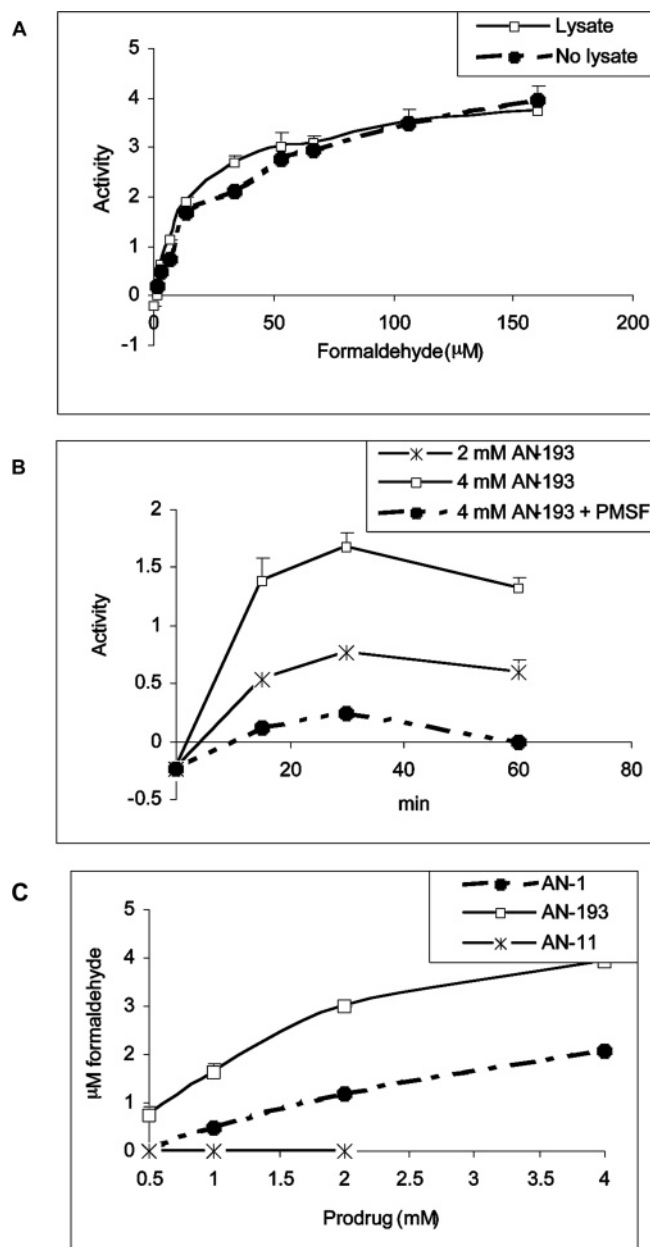 A
Lysate
No lysate
5
4
3
2
1
0
-1
Activity
0 50 100 150 200
Formaldehyde (µM)
B
2 mM AN-193
4 mM AN-193
4 mM AN-193 + PMSF
2
1.5
1
0.5
0
-0.5
Activity
20 40 60 80
min
C
AN-1
AN-193
AN-11
5
4
3
2
1
0
µM formaldehyde
0.5 1 1.5 2 2.5 3 3.5 4
Prodrug (mM)